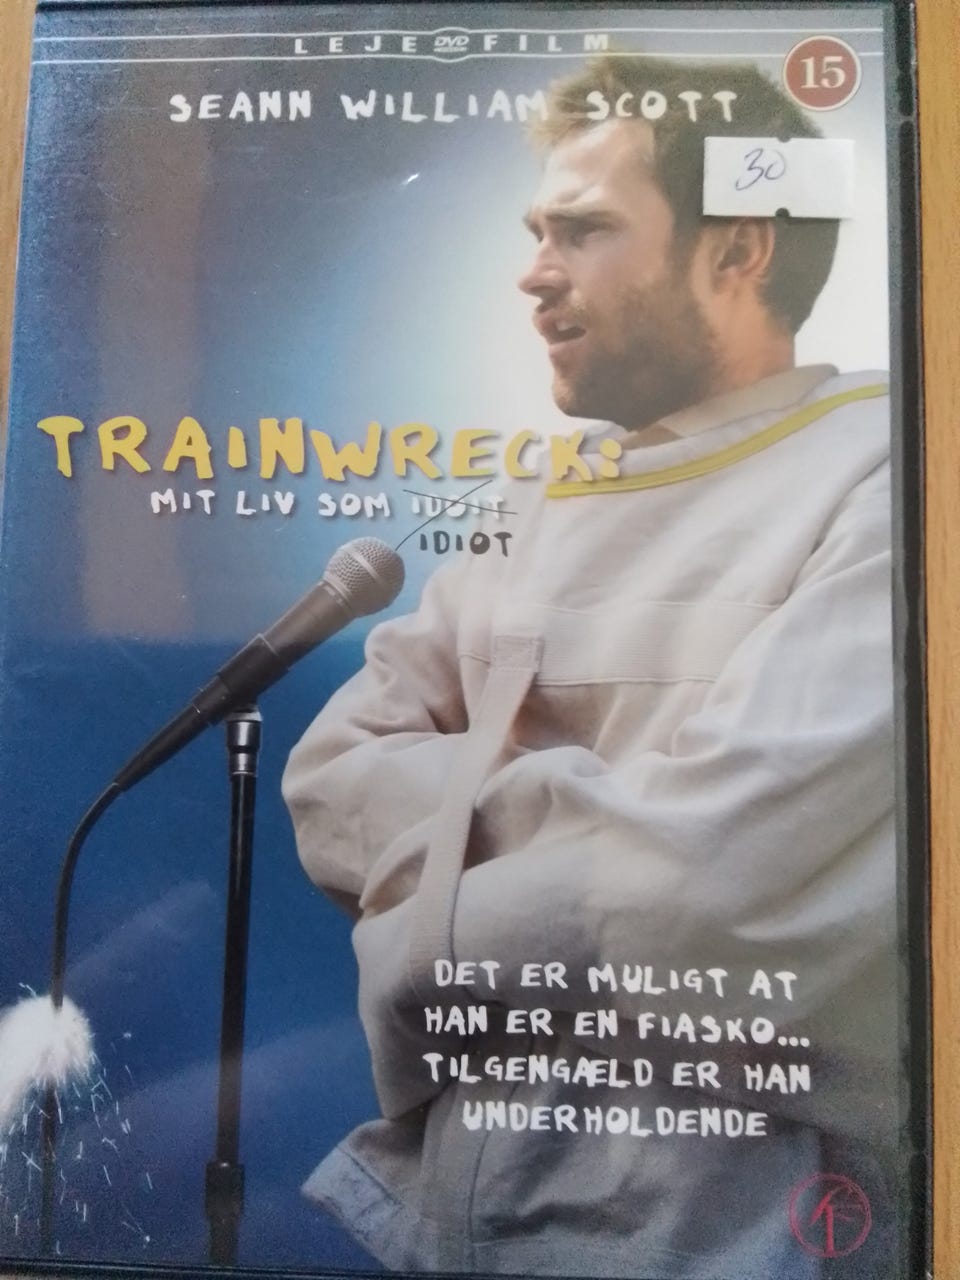 LEJE DVD FILM
15
SEANN WILLIAM SCOTT
30
TRAINWRECK:
MIT LIV SOM IDOIT
IDIOT
DET ER MULIGT AT
HAN ER EN FIASKO...
TILGENGÆLD ER HAN
UNDERHOLDENDE